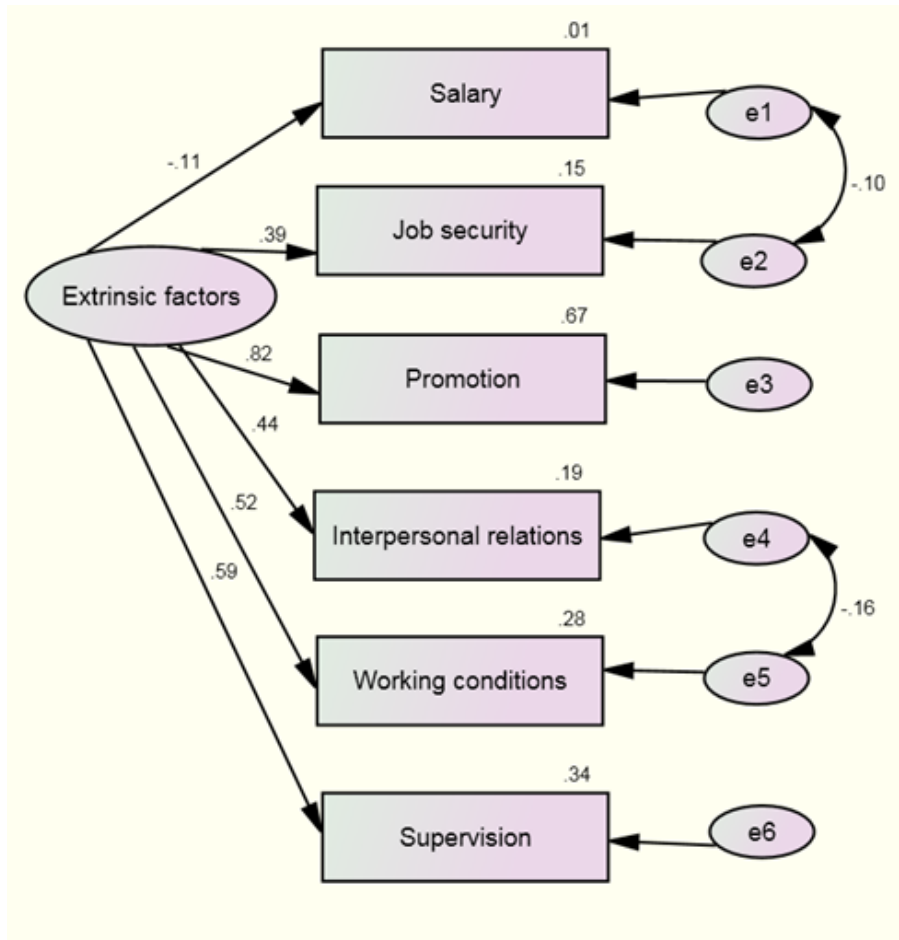 .01
Salary
e1
-.11
-.10
.15
.39
Job security
e2
Extrinsic factors
.67
.82
Promotion
e3
.44
.19
.52
Interpersonal relations
e4
.59
-.16
.28
Working conditions
e5
.34
Supervision
e6